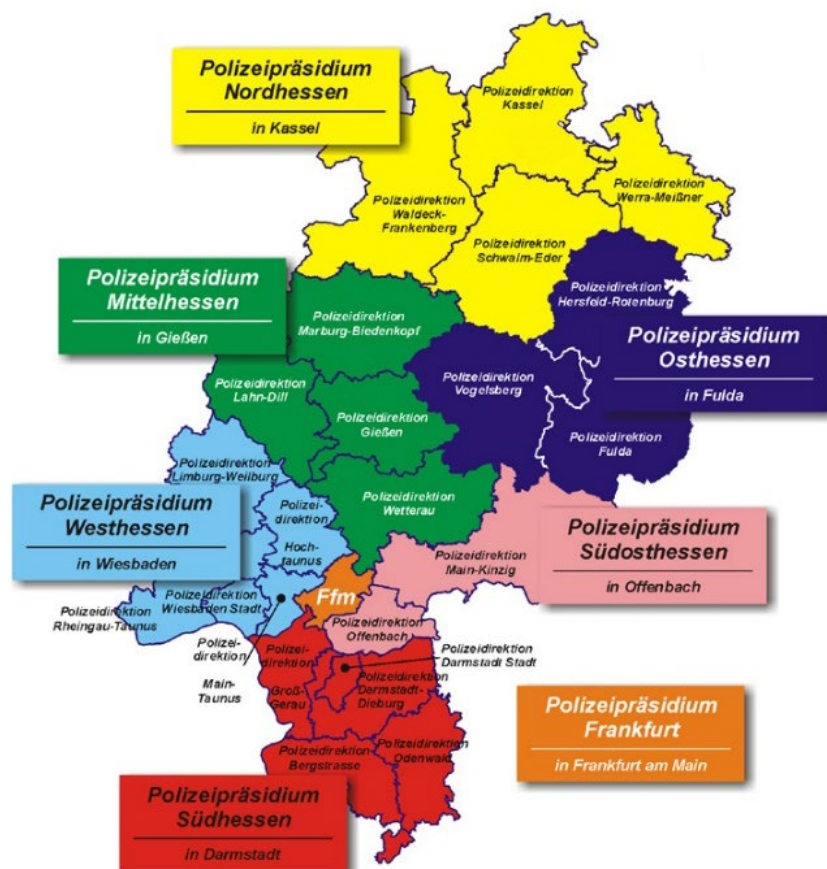 Polizeipräsidium
Nordhessen
in Kassel
Polizeidirektion
Kassel
Polizeidirektion
Werra-Meißner
Polizeidirektion
Waldeck-
Frankenberg
Polizeidirektion
Schwalm-Eder
Polizeipräsidium
Mittelhessen
in Gießen
Polizeidirektion
Marburg-Biedenkopf
Polizeidirektion
Hersfeld-Rotenburg
Polizeipräsidium
Osthessen
in Fulda
Polizeidirektion
Lahn-Dill
Polizeidirektion
Gießen
Polizeidirektion
Vogelsberg
Polizeidirektion
Fulda
Polizeidirektion
Limburg-Weilburg
Polizeidirektion
Wetterau
Polizeipräsidium
Westhessen
in Wiesbaden
Polizei-
direktion
Hoch-
taunus
Polizeipräsidium
Südosthessen
in Offenbach
Polizeidirektion
Main-Kinzig
Ffm
Polizeidirektion
Wiesbaden Stadt
Polizeidirektion
Rheingau-Taunus
Polizei-
direktion
Main-
Taunus
Polizeidirektion
Offenbach
Polizei-
direktion
Groß-
Gerau
Polizeidirektion
Darmstadt Stadt
Polizeidirektion
Darmstadt-
Dieburg
Polizeipräsidium
Frankfurt
in Frankfurt am Main
Polizeidirektion
Bergstrasse
Polizeidirektion
Odenwald
Polizeipräsidium
Südhessen
in Darmstadt